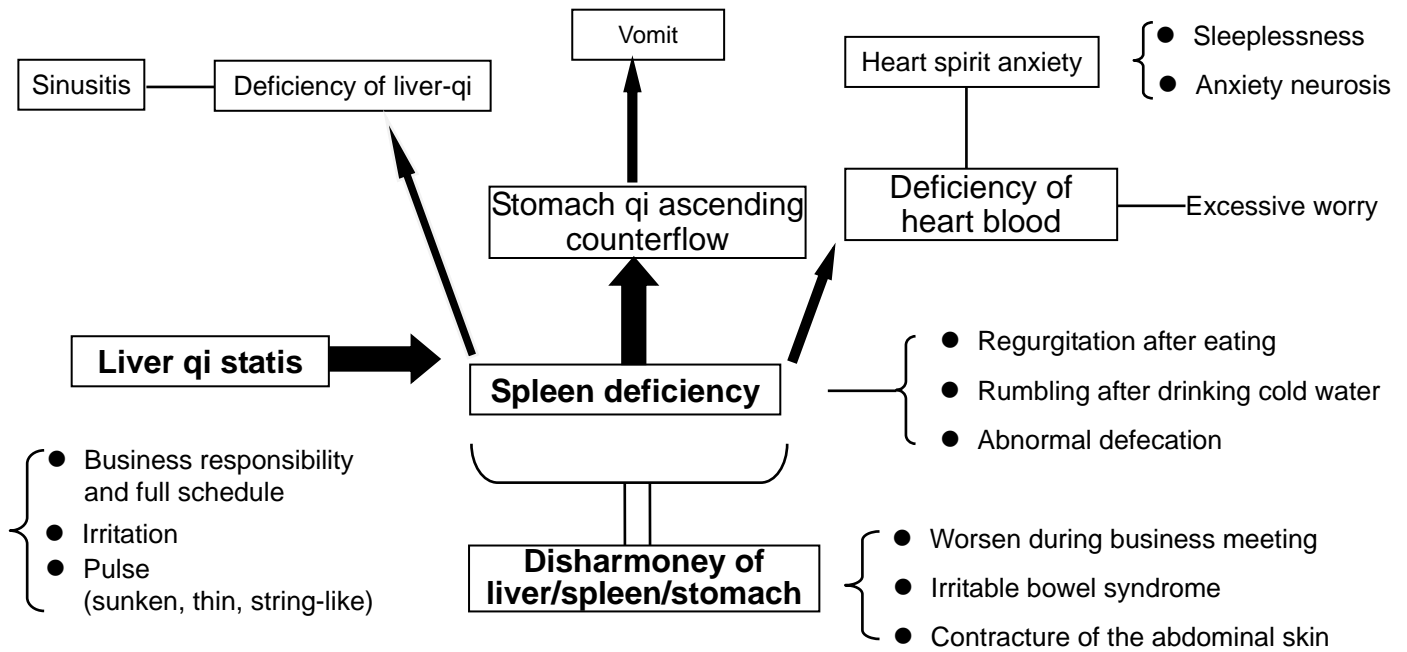 Vomit
Sinusitis
Deficiency of liver-qi
Heart spirit anxiety
● Sleeplessness
● Anxiety neurosis
Stomach qi ascending
counterflow
Deficiency of
heart blood
Excessive worry
Liver qi statis
Spleen deficiency
● Regurgitation after eating
● Rumbling after drinking cold water
● Abnormal defecation
● Business responsibility
and full schedule
● Irritation
● Pulse
(sunken, thin, string-like)
Disharmoney of
liver/spleen/stomach
● Worsen during business meeting
● Irritable bowel syndrome
● Contracture of the abdominal skin